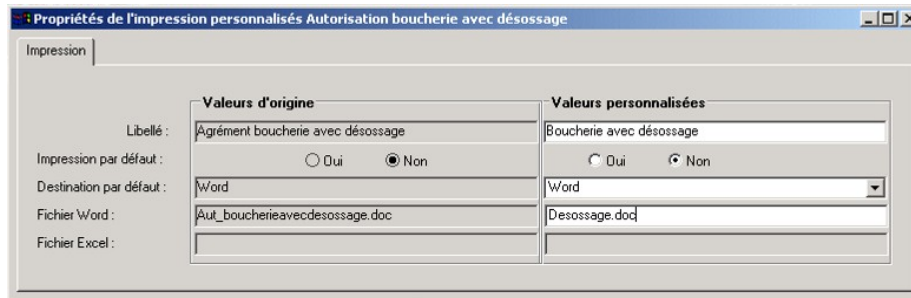 Propriétés de l'impression personnalisés Autorisation boucherie avec désossage
Impression
Valeurs d'origine Valeurs personnalisées
Libellé : Agrément boucherie avec désossage Boucherie avec désossage
Impression par défaut : Oui Non Oui Non
Destination par défaut : Word Word
Fichier Word : Aut_boucherieavecdesossage.doc Desossage.doc
Fichier Excel :